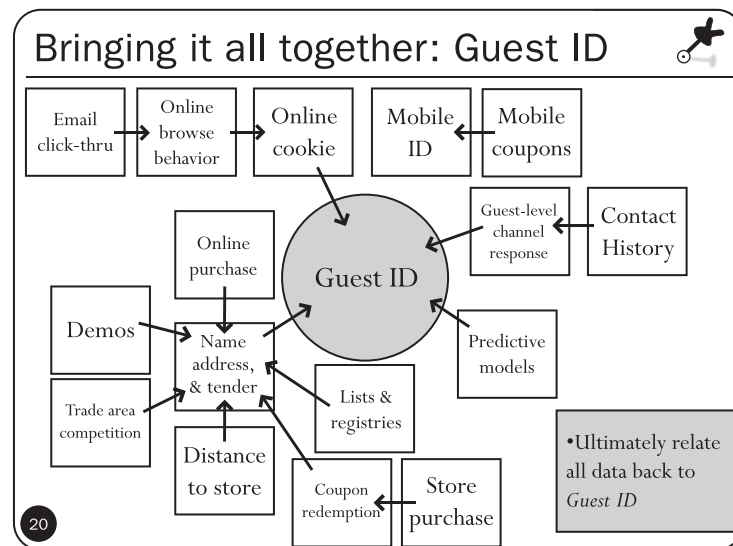 Bringing it all together: Guest ID
Email
click-thru
Online
browse
behavior
Online
cookie
Mobile
ID
Mobile
coupons
Guest-level
channel
response
Contact
History
Online
purchase
Guest ID
Demos
Name
address,
& tender
Predictive
models
Trade area
competition
Lists &
registries
Distance
to store
Coupon
redemption
Store
purchase
•Ultimately relate
all data back to
Guest ID
20